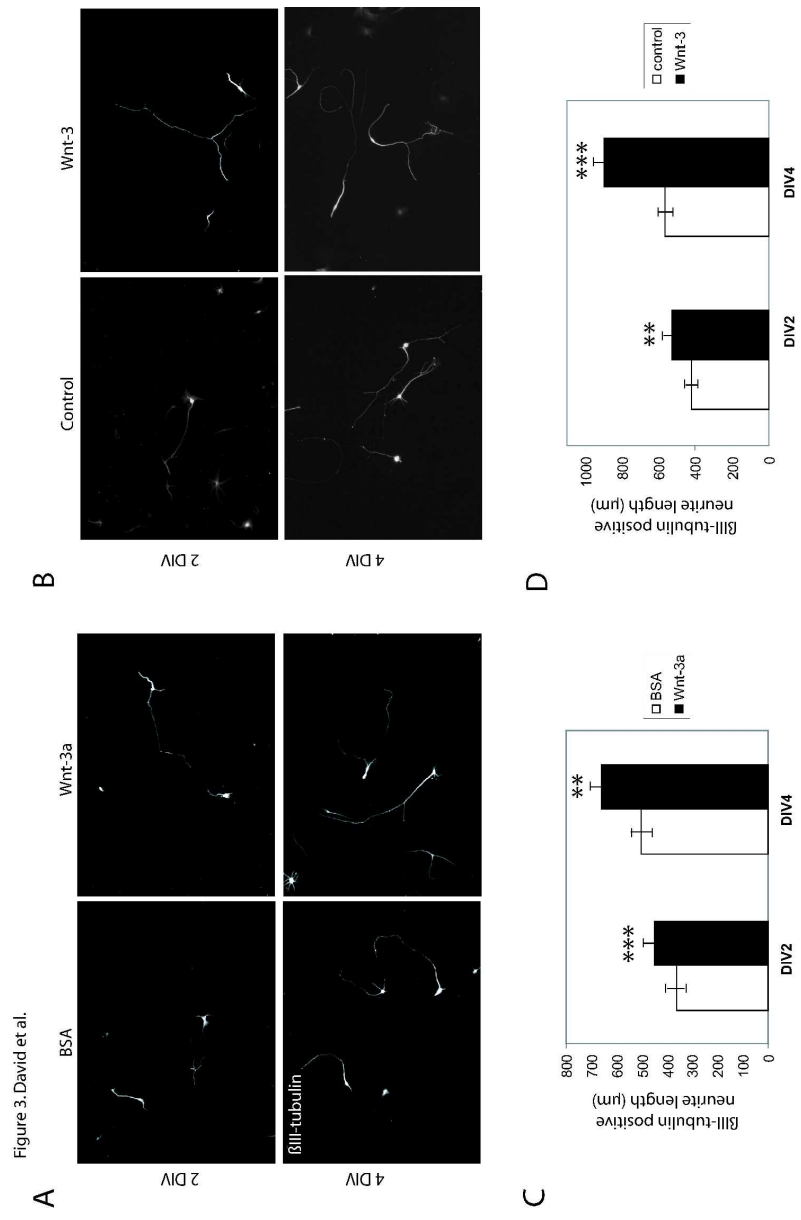 Figure 3. David et al.
A
BSA
Wnt-3a
2 DIV
4 DIV
ßIII-tubulin
B
Control
Wnt-3
2 DIV
4 DIV
C
ßIII-tubulin positive
neurite length (µm)
800
700
600
500
400
300
200
100
0
***
**
DIV2
DIV4
BSA
Wnt-3a
D
ßIII-tubulin positive
neurite length (µm)
1000
800
600
400
200
0
**
***
DIV2
DIV4
control
Wnt-3